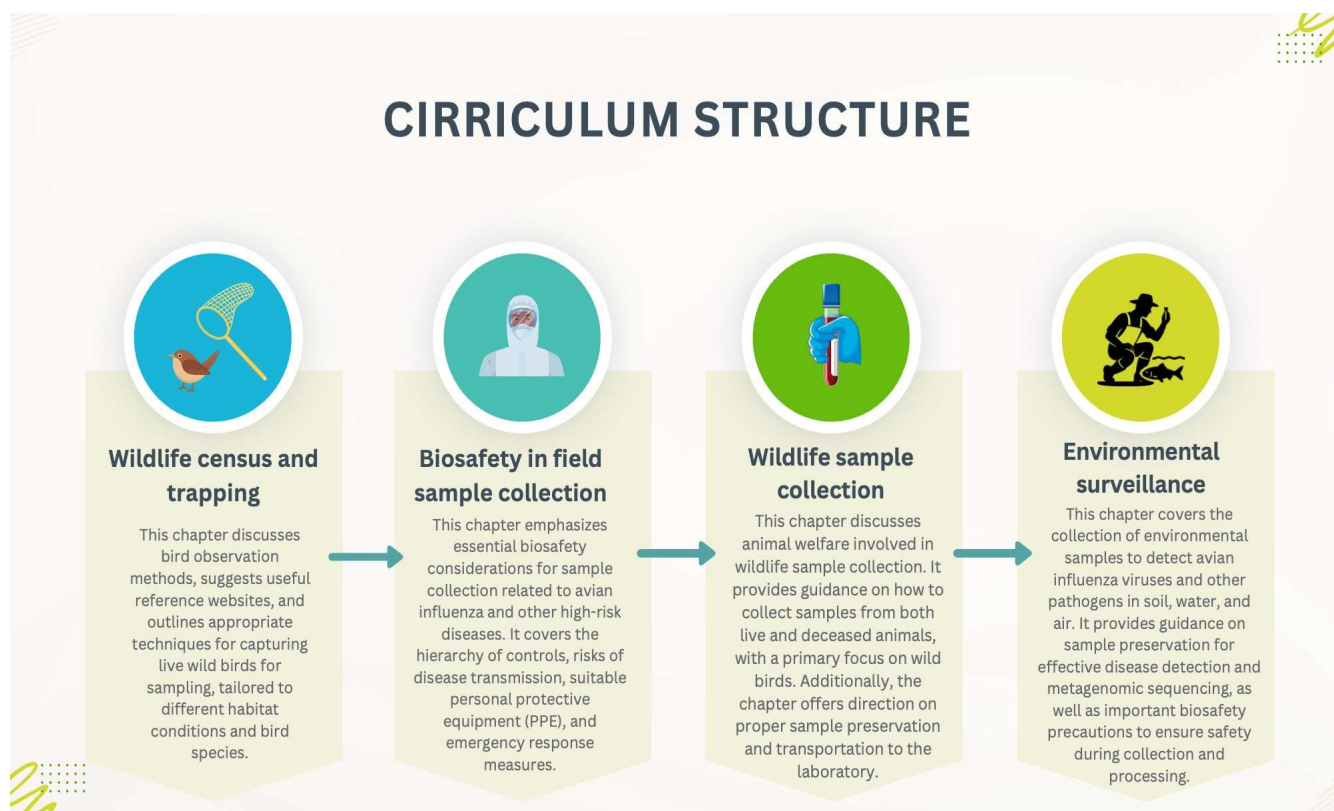 CIRRICULUM STRUCTURE
Wildlife census and
trapping
This chapter discusses
bird observation
methods, suggests useful
reference websites, and
outlines appropriate
techniques for capturing
live wild birds for
sampling, tailored to
different habitat
conditions and bird
species.
Biosafety in field
sample collection
This chapter emphasizes
essential biosafety
considerations for sample
collection related to avian
influenza and other high-risk
diseases. It covers the
hierarchy of controls, risks of
disease transmission, suitable
personal protective
equipment (PPE), and
emergency response
measures.
Wildlife sample
collection
This chapter discusses
animal welfare involved in
wildlife sample collection. It
provides guidance on how to
collect samples from both
live and deceased animals,
with a primary focus on wild
birds. Additionally, the
chapter offers direction on
proper sample preservation
and transportation to the
laboratory.
Environmental
surveillance
This chapter covers the
collection of environmental
samples to detect avian
influenza viruses and other
pathogens in soil, water, and
air. It provides guidance on
sample preservation for
effective disease detection and
metagenomic sequencing, as
well as important biosafety
precautions to ensure safety
during collection and
processing.